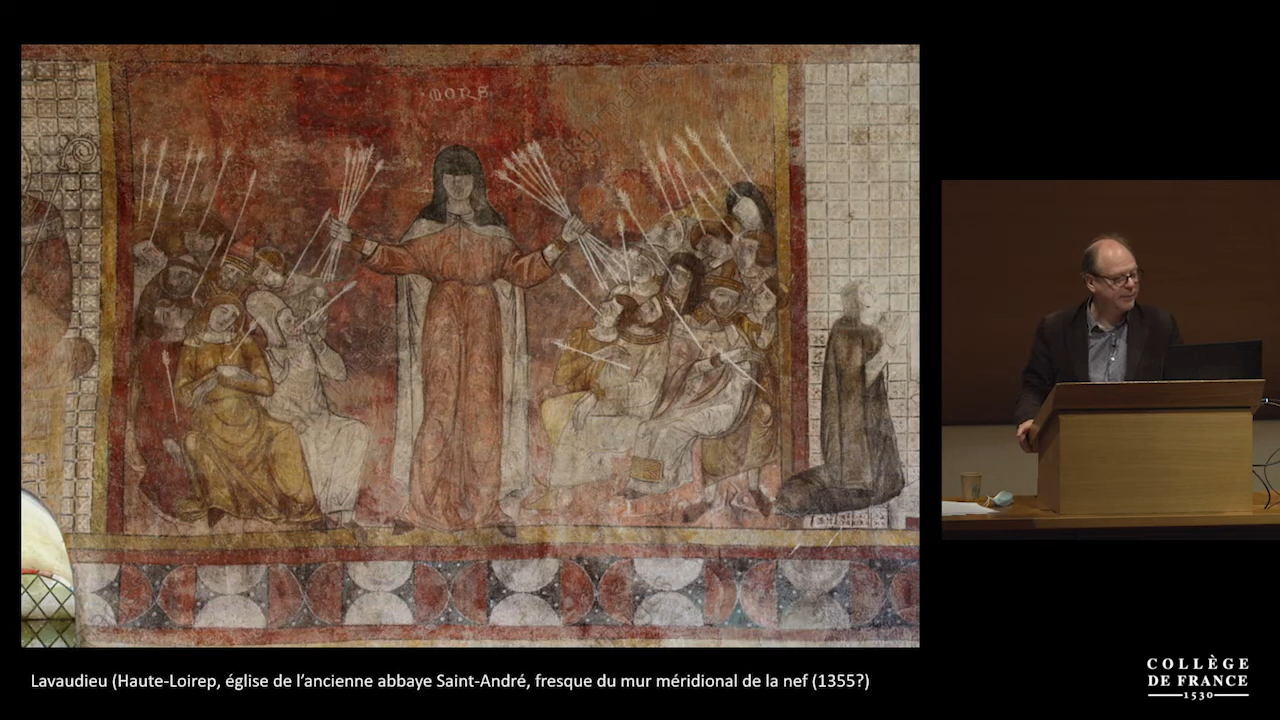 MORS
Lavaudieu (Haute-Loirep, église de l'ancienne abbaye Saint-André, fresque du mur méridional de la nef (1355?)
COLLÈGE
DE FRANCE
1530